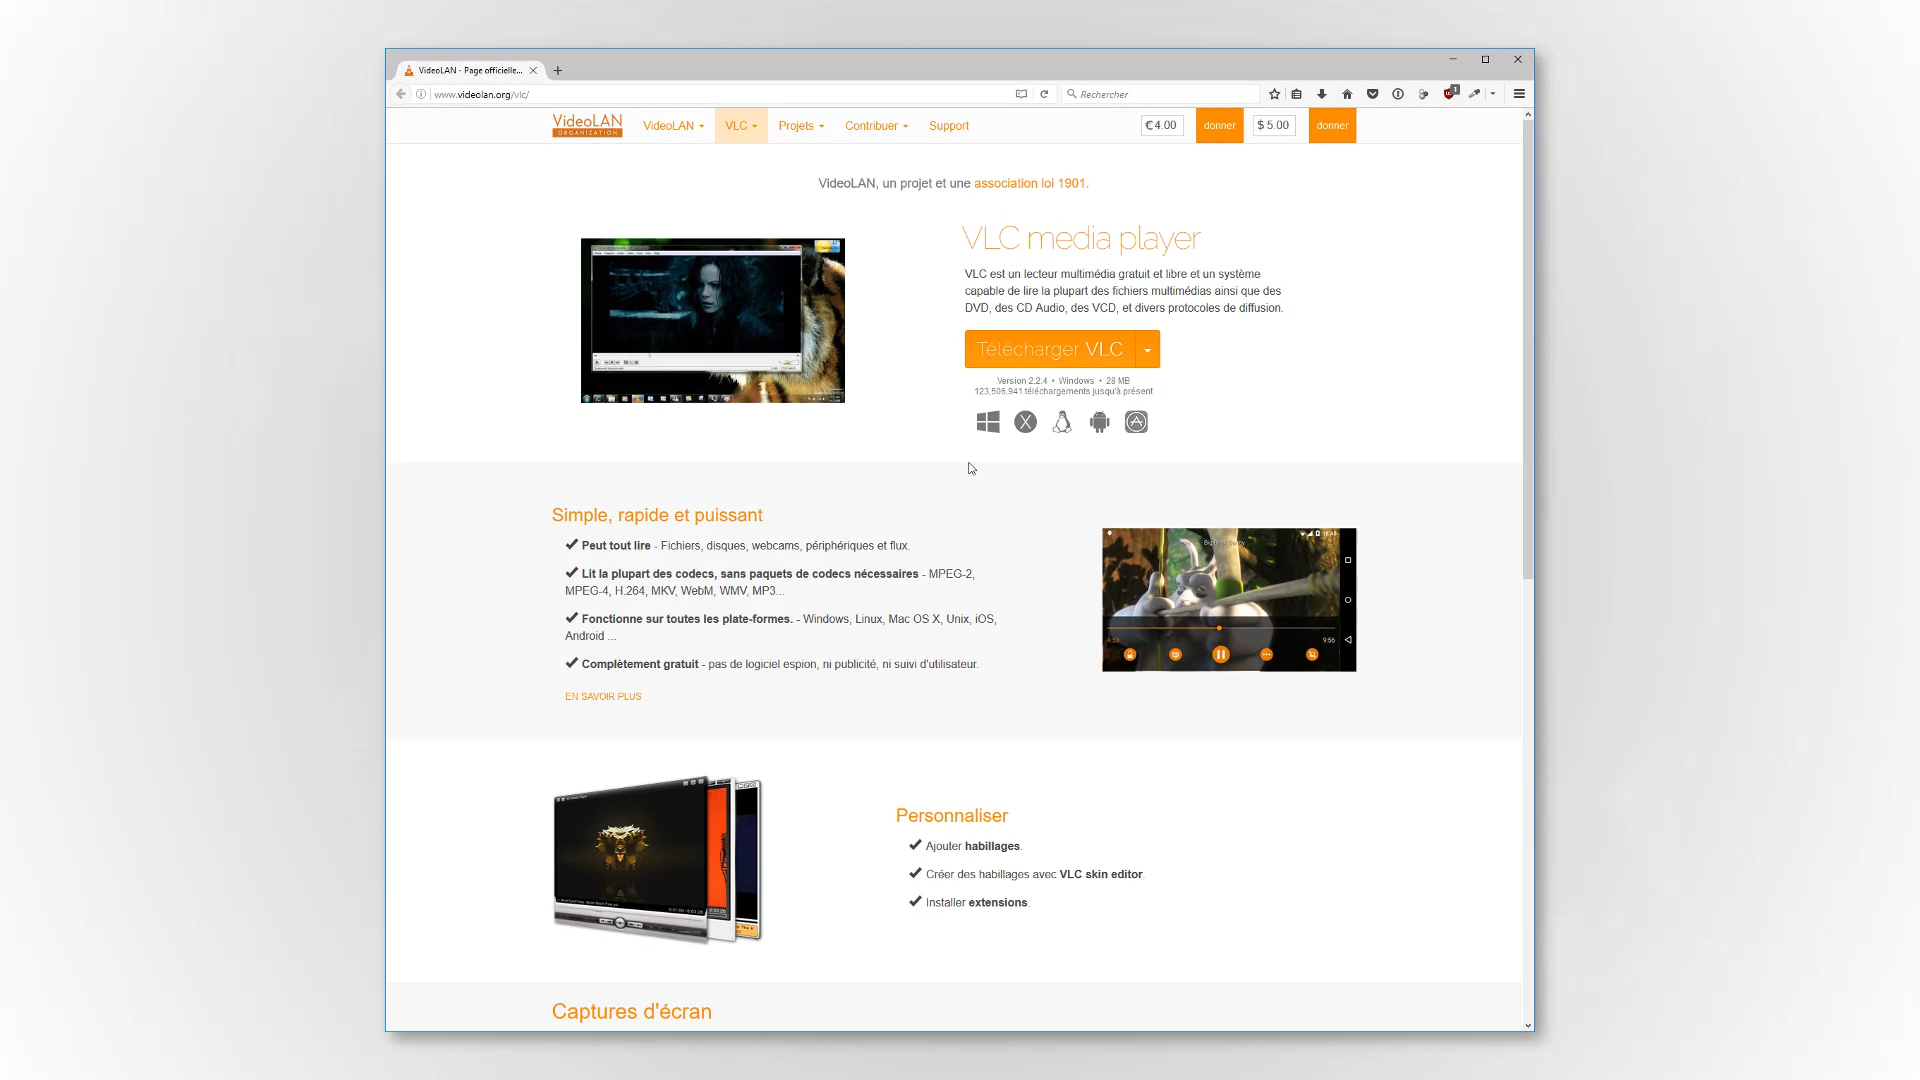 VideoLAN - Page officielle...
www.videolan.org/vlc/
Rechercher
1
VideoLAN
ORGANIZATION
VideoLAN
VLC
Projets
Contribuer
Support
€ 4.00
donner
$ 5.00
donner
VideoLAN, un projet et une association loi 1901.
VLC media player
VLC est un lecteur multimédia gratuit et libre et un système
capable de lire la plupart des fichiers multimédias ainsi que des
DVD, des CD Audio, des VCD, et divers protocoles de diffusion.
Télécharger VLC
Version 2.2.4 • Windows • 28 MB
123,506,941 téléchargements jusqu'à présent
Simple, rapide et puissant
Peut tout lire - Fichiers, disques, webcams, périphériques et flux.
Lit la plupart des codecs, sans paquets de codecs nécessaires - MPEG-2,
MPEG-4, H.264, MKV, WebM, WMV, MP3...
Fonctionne sur toutes les plate-formes. - Windows, Linux, Mac OS X, Unix, iOS,
Android ...
Complètement gratuit - pas de logiciel espion, ni publicité, ni suivi d'utilisateur.
EN SAVOIR PLUS
Big Buck Bunny
9:56
Personnaliser
Ajouter habillages.
Créer des habillages avec VLC skin editor.
Installer extensions.
Captures d'écran